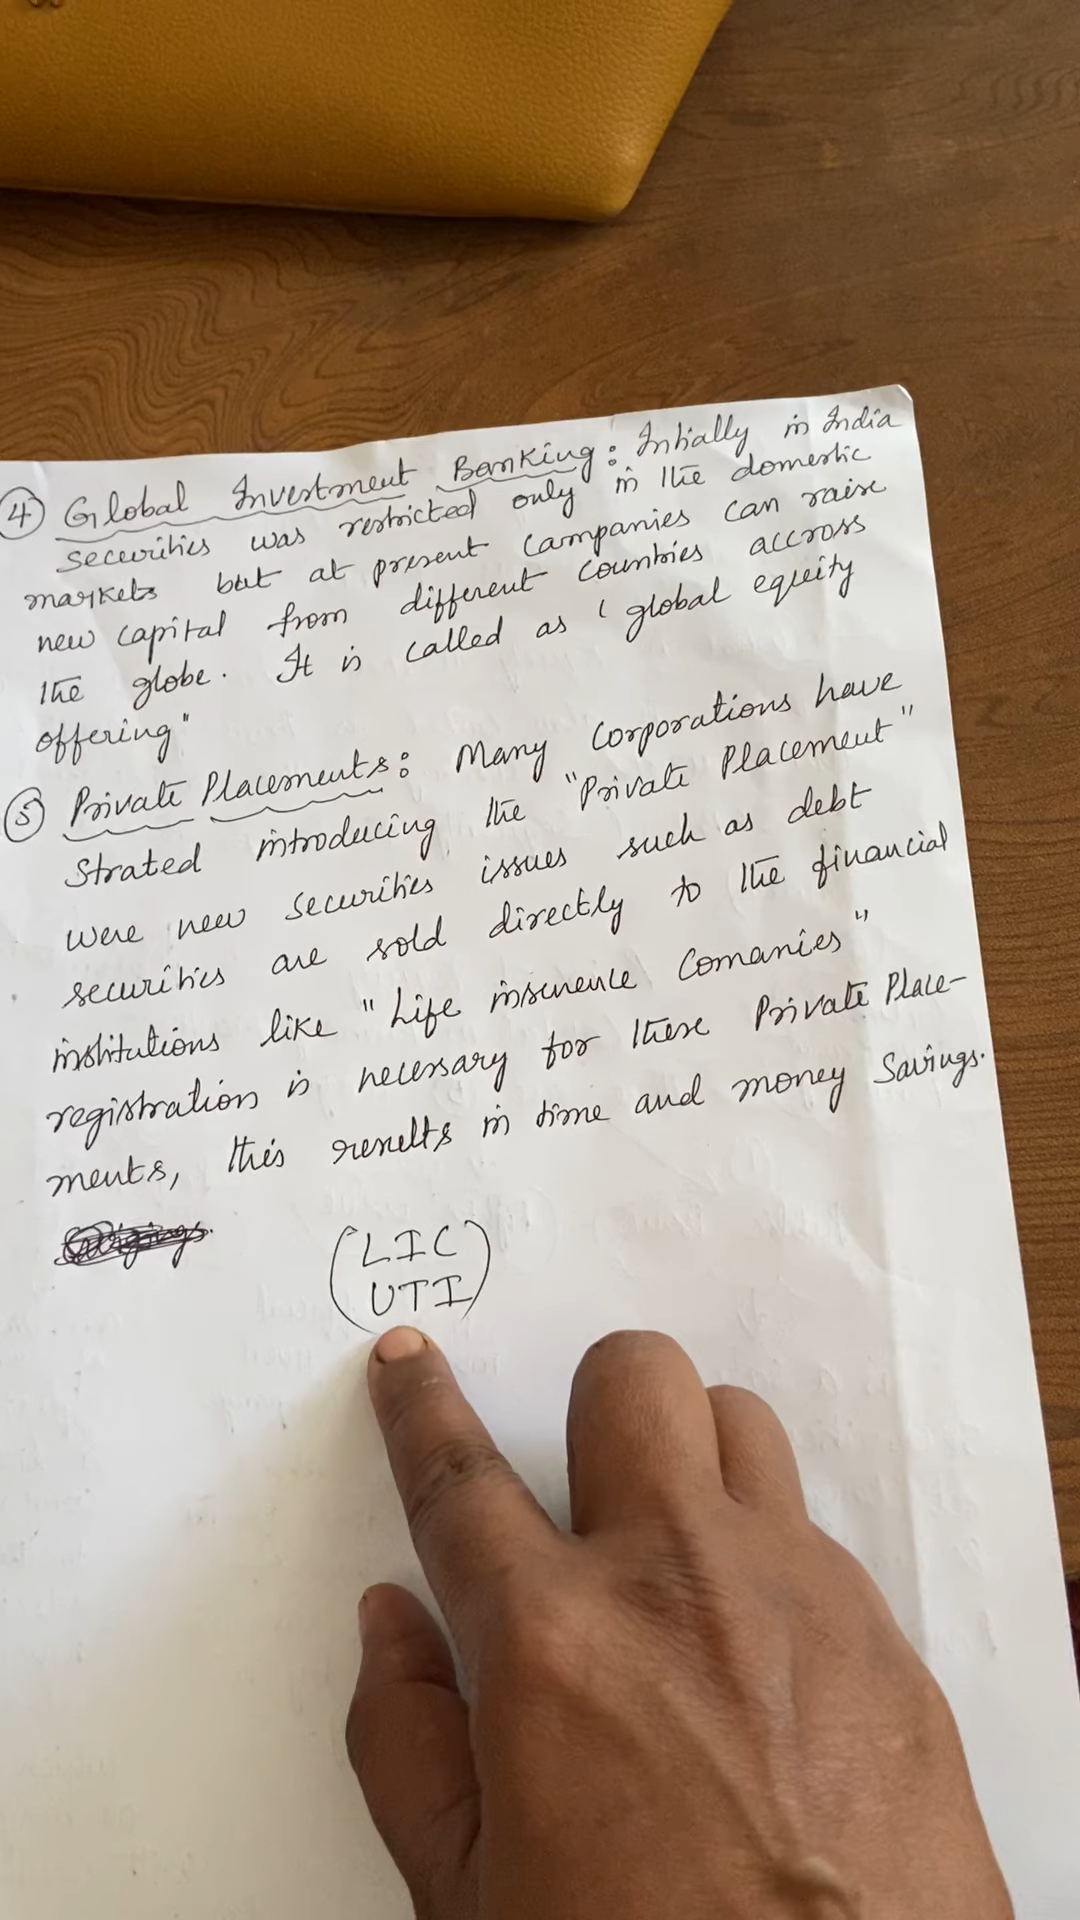 ④ Global Investment Banking: Intially in India
securities was restricted only in the domestic
markets but at present Companies can raise
new capital from different countries accross
the globe. It is called as ' global equity
offering"
⑤ Private Placements: Many Corporations have
Strated introducing the "Private Placement"
were new securities issues such as debt
securities are sold directly to the financial
institutions like "Life insurence Comanies"
registration is necessary for these Private Place-
ments, this results in time and money Savings.
(LIC
UTI)